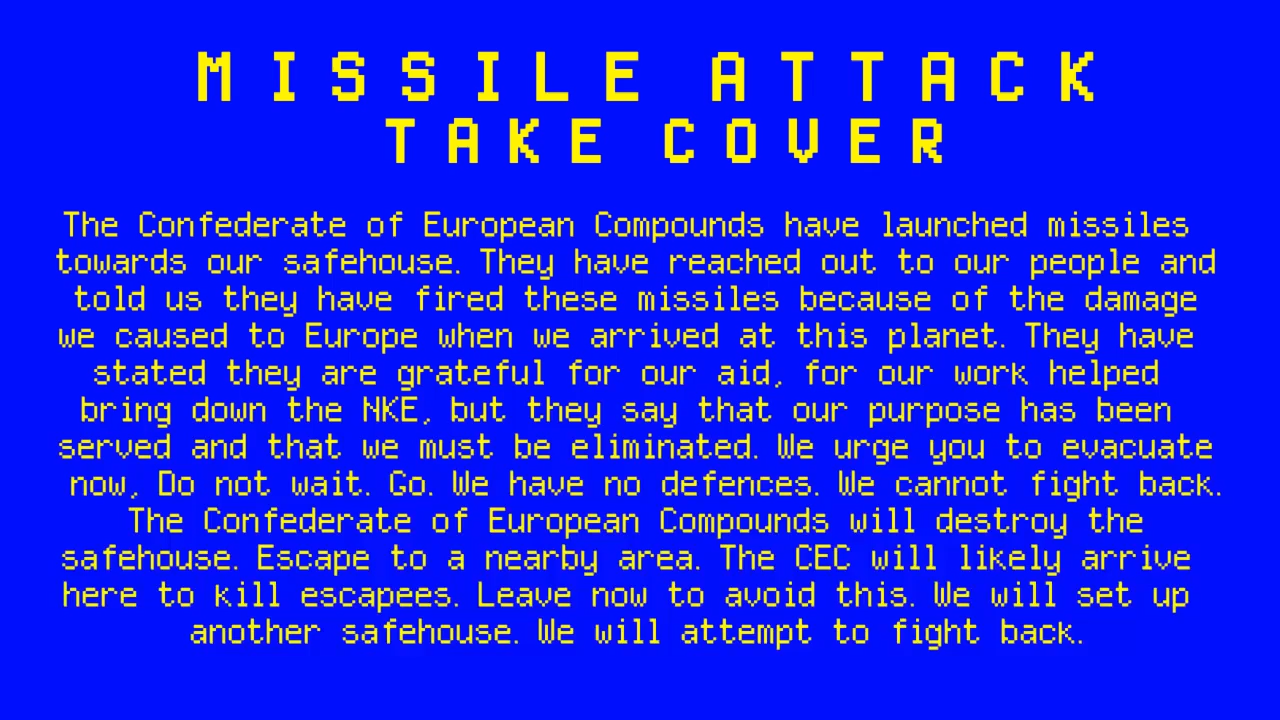 MISSILE ATTACK
TAKE COVER
The Confederate of European Compounds have launched missiles
towards our safehouse. They have reached out to our people and
told us they have fired these missiles because of the damage
we caused to Europe when we arrived at this planet. They have
stated they are grateful for our aid, for our work helped
bring down the NKE, but they say that our purpose has been
served and that we must be eliminated. We urge you to evacuate
now, Do not wait. Go. We have no defences. We cannot fight back.
The Confederate of European Compounds will destroy the
safehouse. Escape to a nearby area. The CEC will likely arrive
here to kill escapees. Leave now to avoid this. We will set up
another safehouse. We will attempt to fight back.